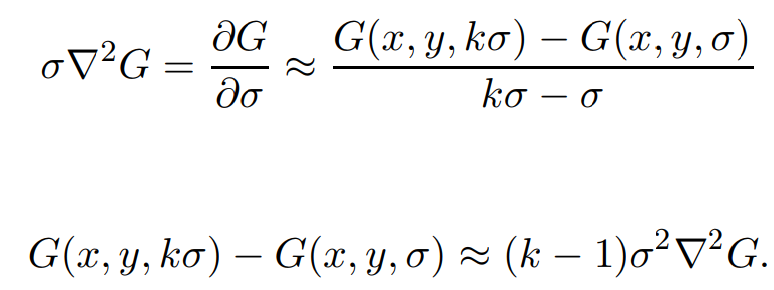 σ∇²G = ∂G/∂σ ≈ (G(x, y, kσ) − G(x, y, σ))/(kσ − σ)
G(x, y, kσ) − G(x, y, σ) ≈ (k − 1)σ²∇²G.